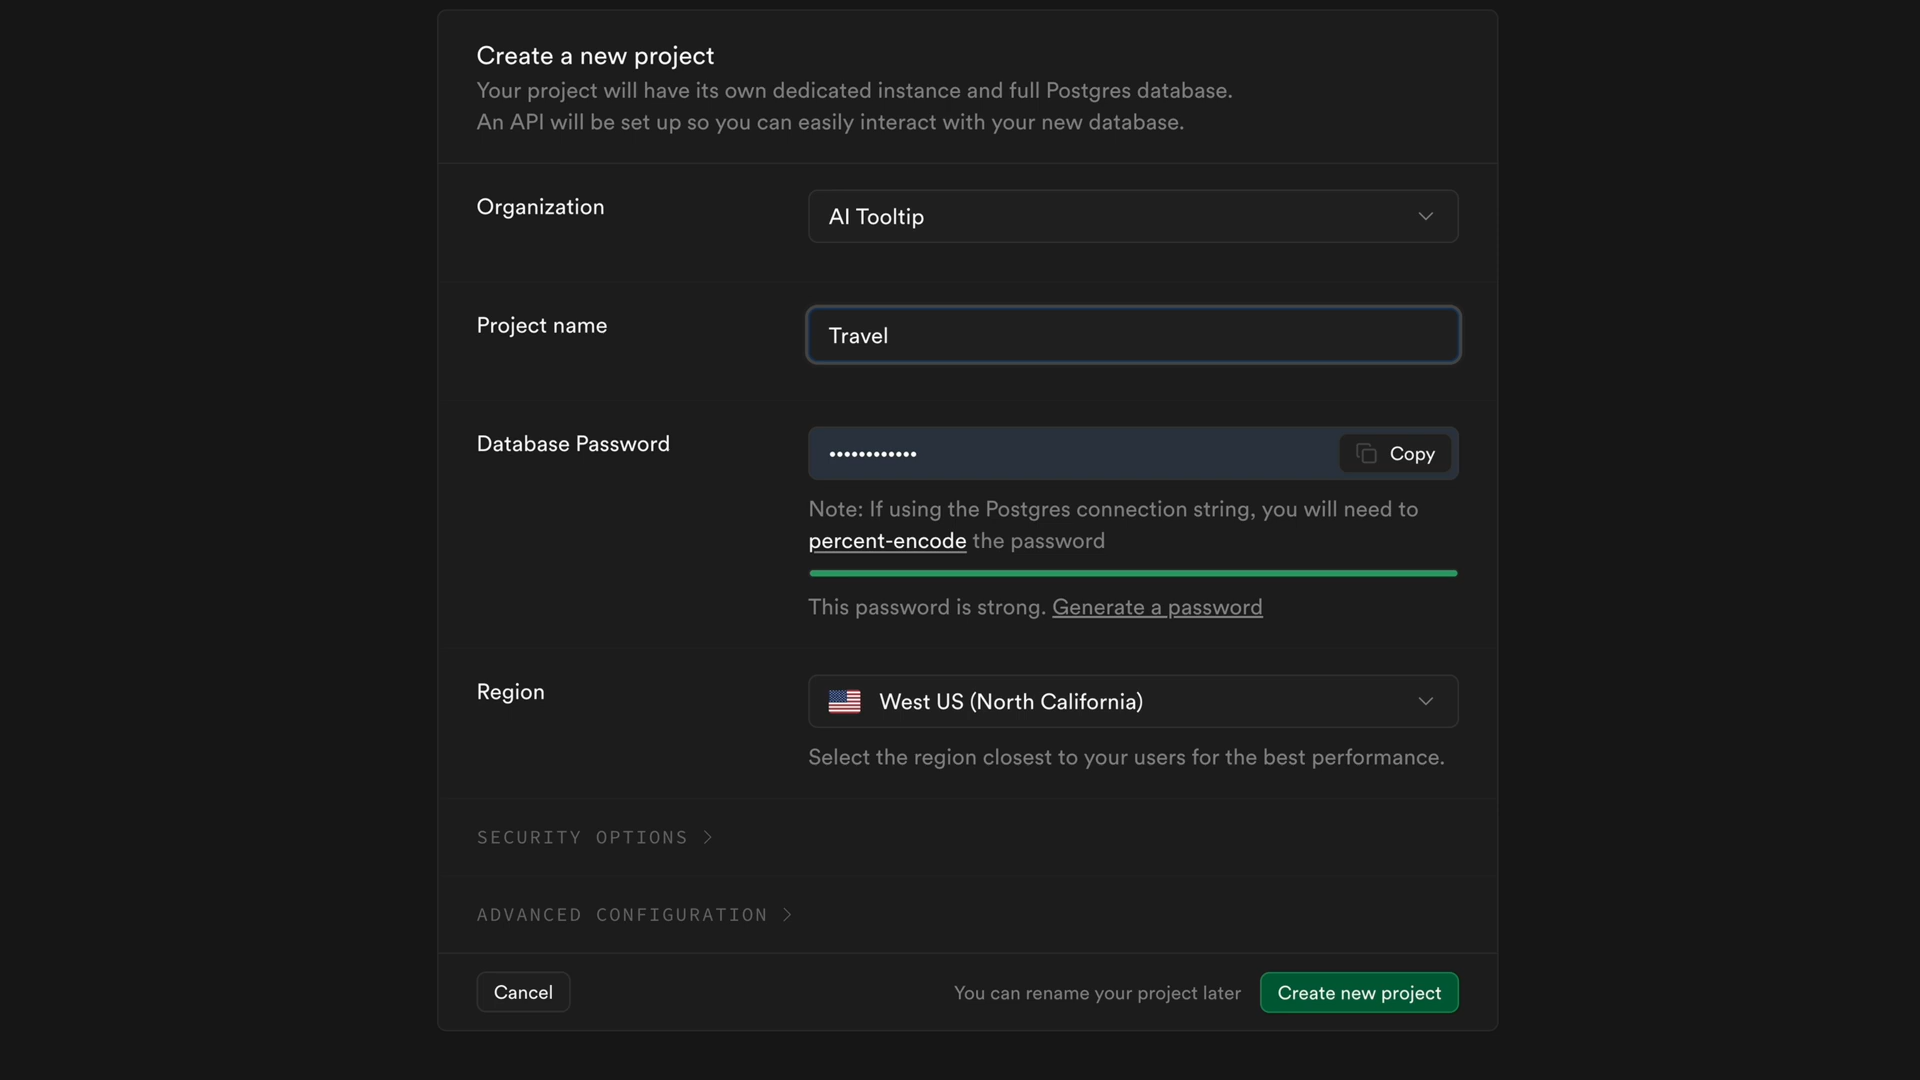 Create a new project
Your project will have its own dedicated instance and full Postgres database.
An API will be set up so you can easily interact with your new database.
Organization
AI Tooltip
Project name
Travel
Database Password
••••••••••••
Copy
Note: If using the Postgres connection string, you will need to
percent-encode the password
This password is strong. Generate a password
Region
West US (North California)
Select the region closest to your users for the best performance.
SECURITY OPTIONS
ADVANCED CONFIGURATION
Cancel
You can rename your project later
Create new project